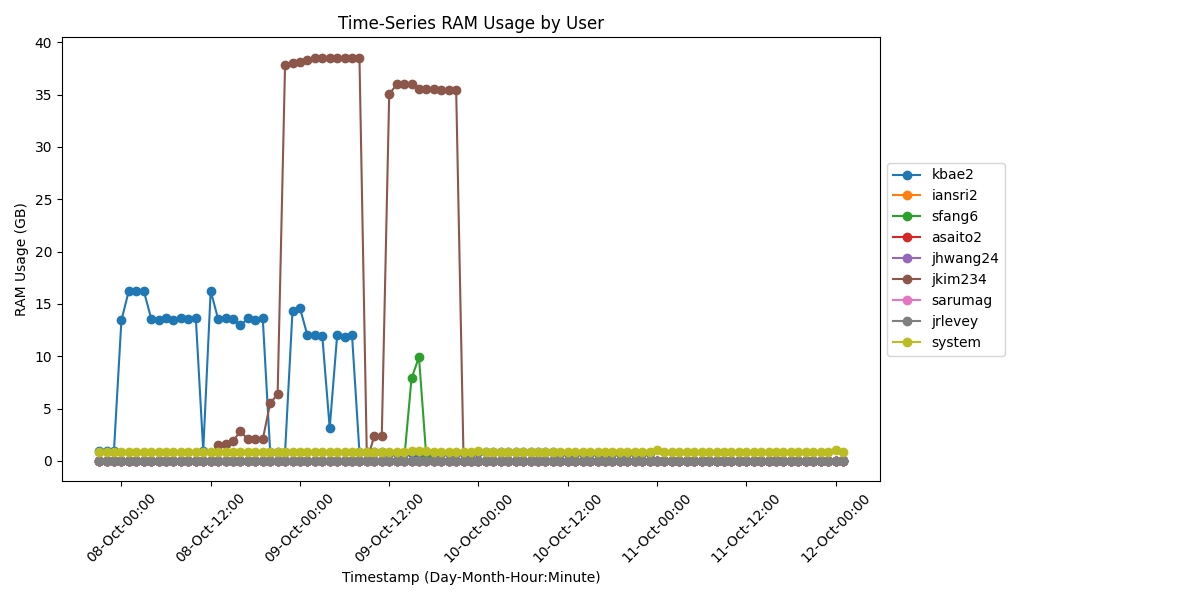 Time-Series RAM Usage by User
RAM Usage (GB)
40
35
30
25
20
15
10
5
0
08-Oct-00:00
08-Oct-12:00
09-Oct-00:00
09-Oct-12:00
10-Oct-00:00
10-Oct-12:00
11-Oct-00:00
11-Oct-12:00
12-Oct-00:00
Timestamp (Day-Month-Hour:Minute)
kbae2
iansri2
sfang6
asaito2
jhwang24
jkim234
sarumag
jrlevey
system